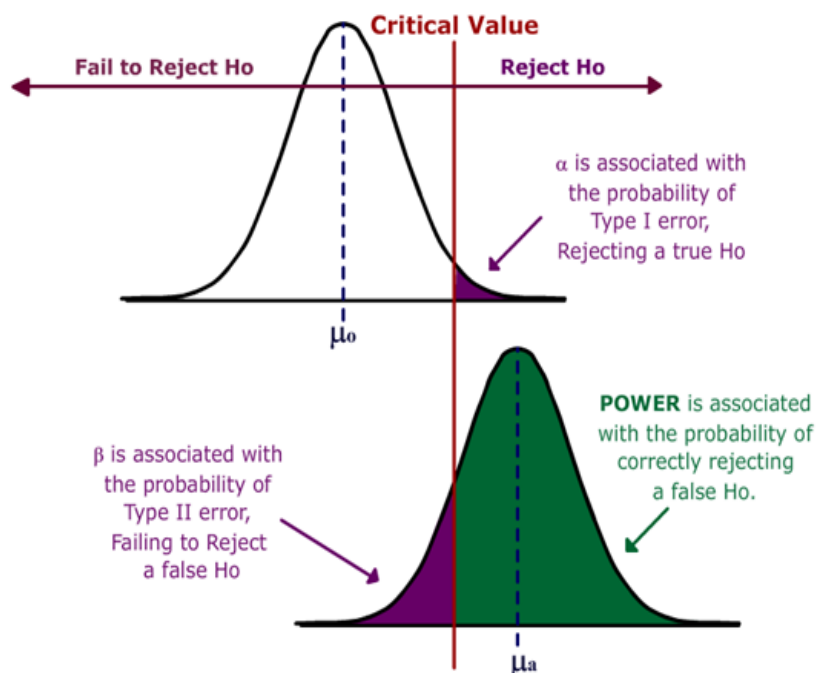 Critical Value
Fail to Reject Ho
Reject Ho
α is associated with
the probability of
Type I error,
Rejecting a true Ho
μo
POWER is associated
with the probability of
correctly rejecting
a false Ho.
β is associated with
the probability of
Type II error,
Failing to Reject
a false Ho
μa